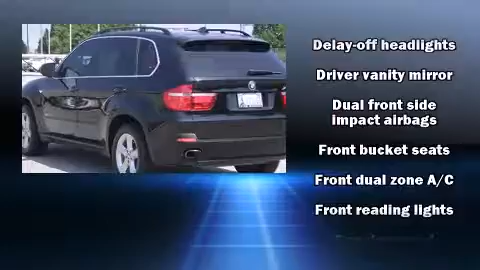 Delay-off headlights
Driver vanity mirror
Dual front side
impact airbags
Front bucket seats
Front dual zone A/C
Front reading lights